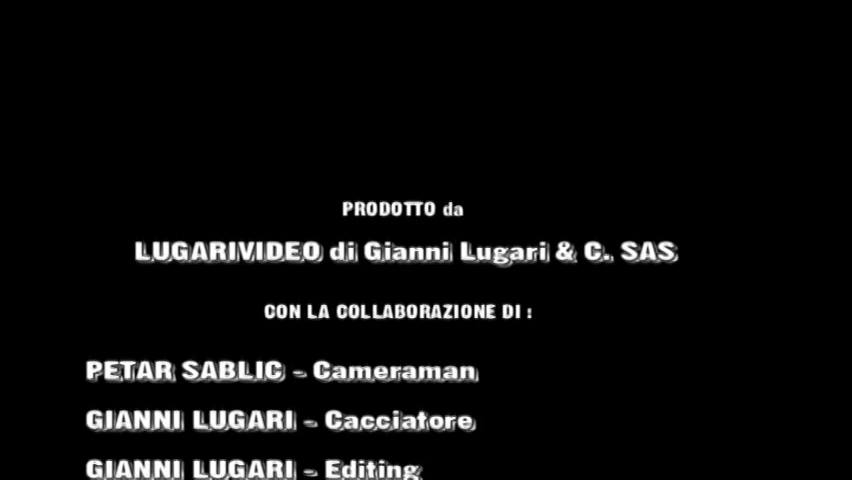 PRODOTTO da
LUGARIVIDEO di Gianni Lugari & C. SAS
CON LA COLLABORAZIONE DI :
PETAR SABLIC - Cameraman
GIANNI LUGARI - Cacciatore
GIANNI LUGARI - Editing